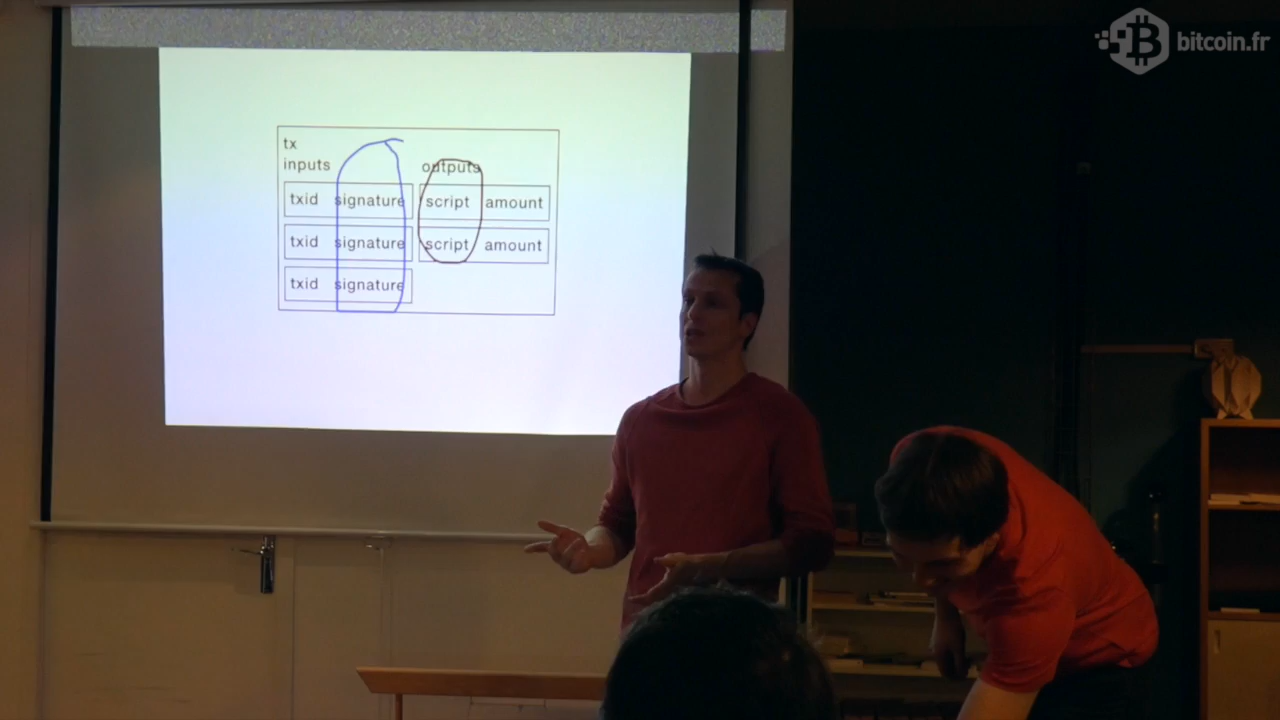 bitcoin.fr
tx
inputs outputs
txid signature script amount
txid signature script amount
txid signature